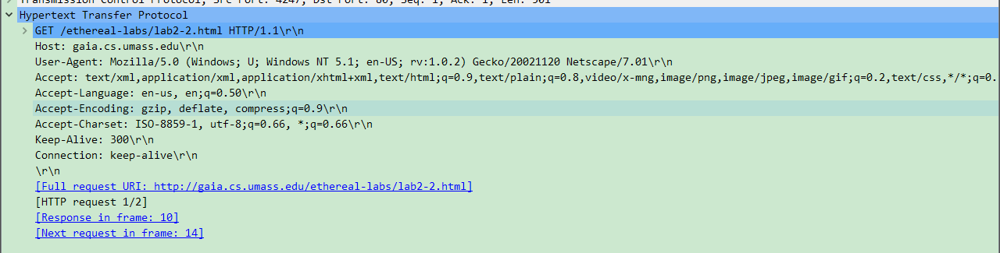 Transmission Control Protocol, Src Port: 4247, Dst Port: 80, Seq: 1, Ack: 1, Len: 501
Hypertext Transfer Protocol
GET /ethereal-labs/lab2-2.html HTTP/1.1\r\n
Host: gaia.cs.umass.edu\r\n
User-Agent: Mozilla/5.0 (Windows; U; Windows NT 5.1; en-US; rv:1.0.2) Gecko/20021120 Netscape/7.01\r\n
Accept: text/xml,application/xml,application/xhtml+xml,text/html;q=0.9,text/plain;q=0.8,video/x-mng,image/png,image/jpeg,image/gif;q=0.2,text/css,*/*;q=0.
Accept-Language: en-us, en;q=0.50\r\n
Accept-Encoding: gzip, deflate, compress;q=0.9\r\n
Accept-Charset: ISO-8859-1, utf-8;q=0.66, *;q=0.66\r\n
Keep-Alive: 300\r\n
Connection: keep-alive\r\n
\r\n
[Full request URI: http://gaia.cs.umass.edu/ethereal-labs/lab2-2.html]
[HTTP request 1/2]
[Response in frame: 10]
[Next request in frame: 14]